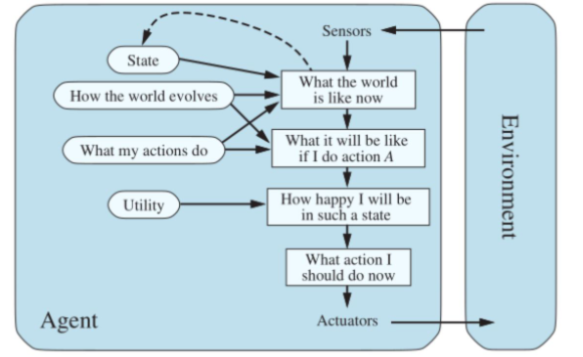 Sensors
State
What the world
is like now
How the world evolves
What my actions do
What it will be like
if I do action A
Utility
How happy I will be
in such a state
What action I
should do now
Agent
Actuators
Environment